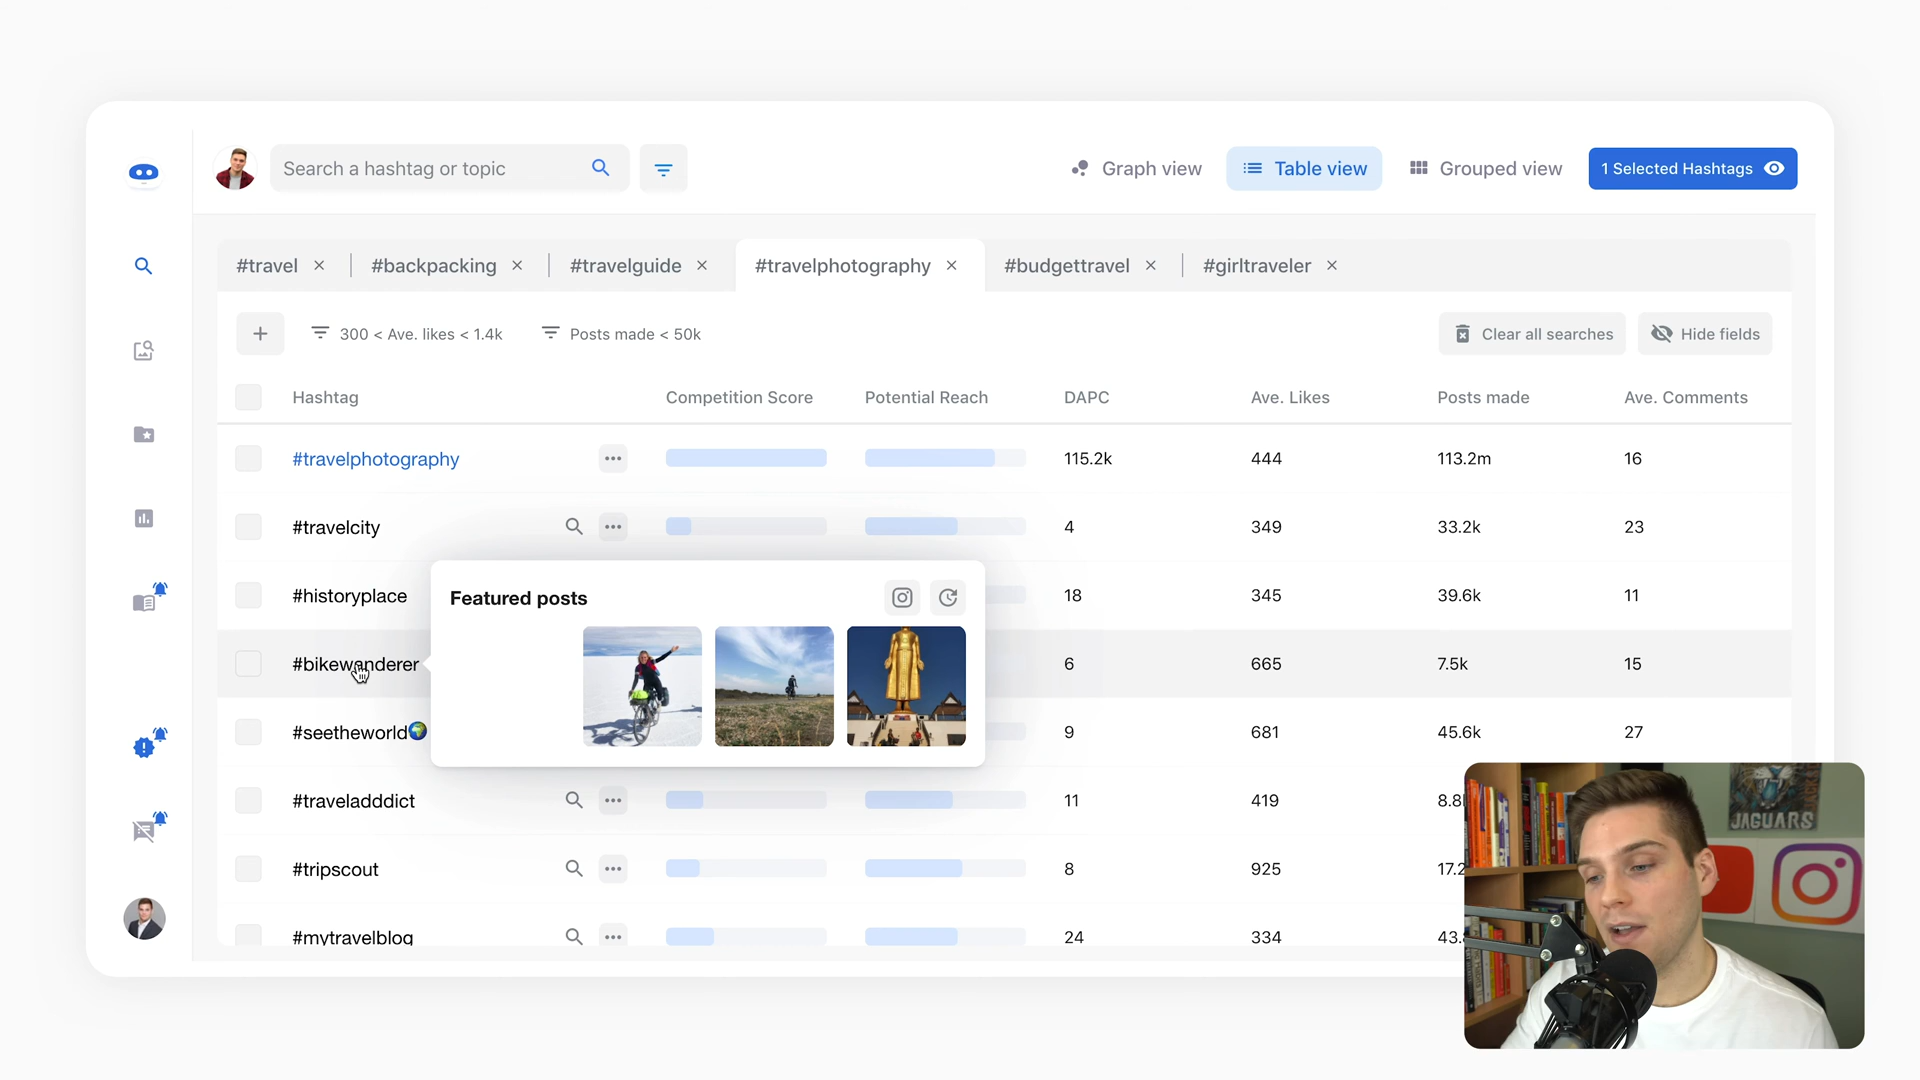 Search a hashtag or topic
Graph view
Table view
Grouped view
1 Selected Hashtags
#travel
#backpacking
#travelguide
#travelphotography
#budgettravel
#girltraveler
300 < Ave. likes < 1.4k
Posts made < 50k
Clear all searches
Hide fields
Hashtag Competition Score Potential Reach DAPC Ave. Likes Posts made Ave. Comments
#travelphotography 115.2k 444 113.2m 16
#travelcity 4 349 33.2k 23
#historyplace 18 345 39.6k 11
#bikewanderer 6 665 7.5k 15
#seetheworld🌍 9 681 45.6k 27
Featured posts
#traveladddict 11 419
#tripscout 8 925 17.2
#mytravelblog 24 334 43.
JAGUARS